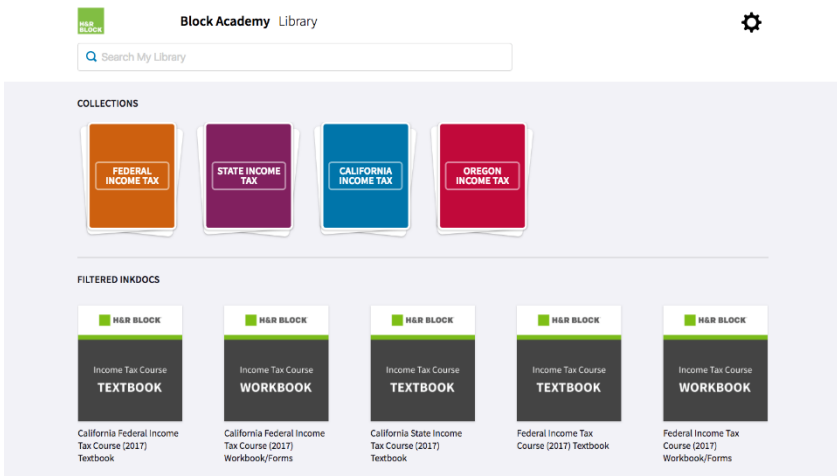 H&R
BLOCK
Block Academy Library
Search My Library
COLLECTIONS
FEDERAL
INCOME TAX
STATE INCOME
TAX
CALIFORNIA
INCOME TAX
OREGON
INCOME TAX
FILTERED INKDOCS
H&R BLOCK
Income Tax Course
TEXTBOOK
California Federal Income
Tax Course (2017)
Textbook
H&R BLOCK
Income Tax Course
WORKBOOK
California Federal Income
Tax Course (2017)
Workbook/Forms
H&R BLOCK
Income Tax Course
TEXTBOOK
California State Income
Tax Course (2017)
Textbook
H&R BLOCK
Income Tax Course
TEXTBOOK
Federal Income Tax
Course (2017) Textbook
H&R BLOCK
Income Tax Course
WORKBOOK
Federal Income Tax
Course (2017)
Workbook/Forms